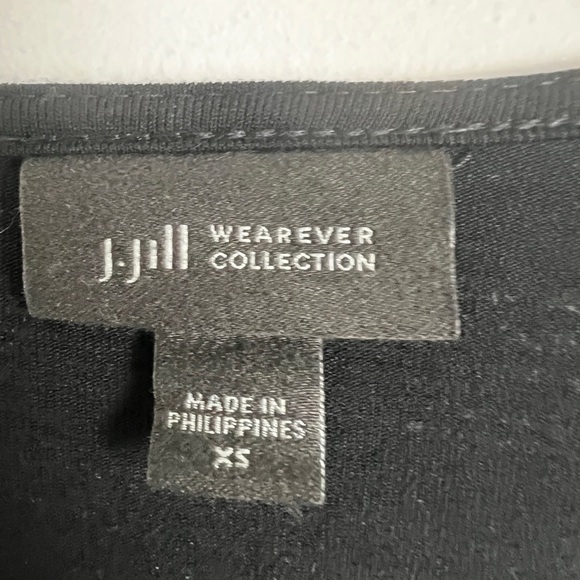 J.Jill WEAREVER
COLLECTION
MADE IN
PHILIPPINES
XS